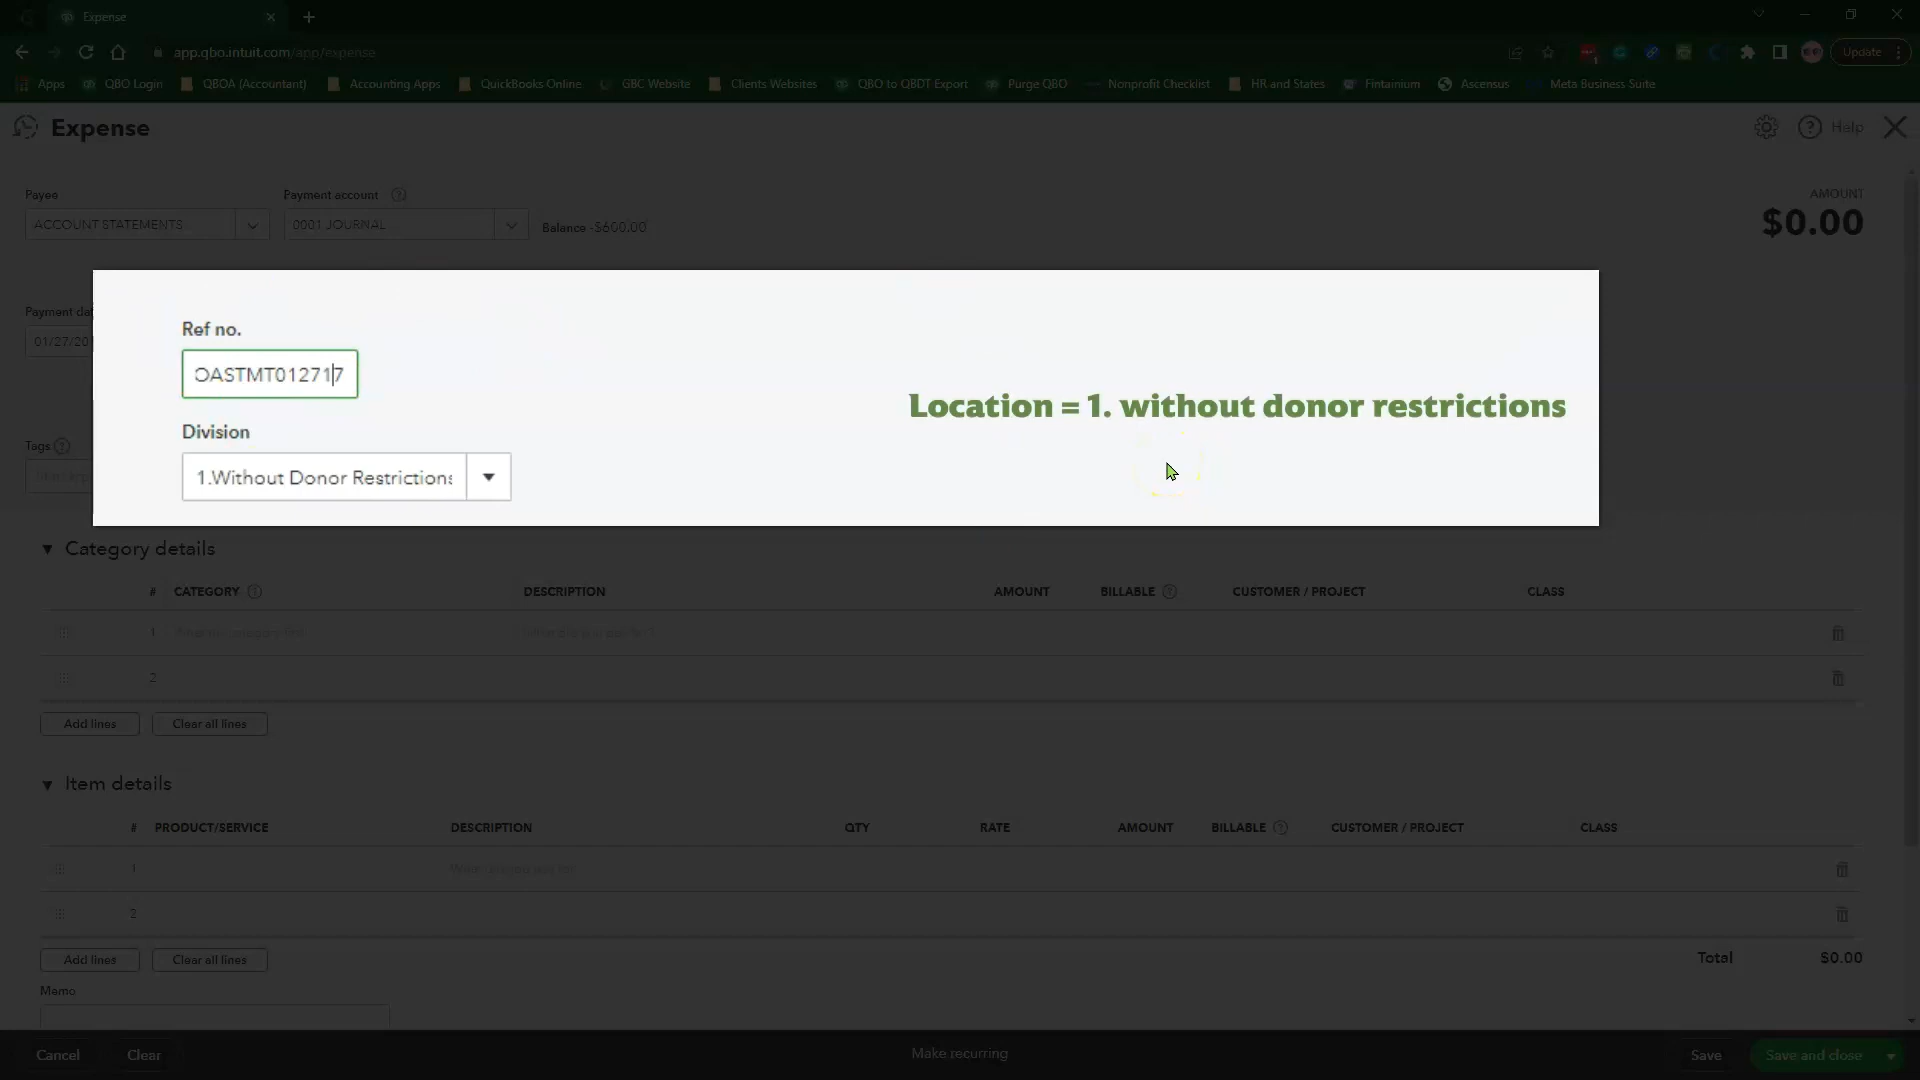 Expense
app.qbo.intuit.com/app/expense
Update
Apps QBO Login QBOA (Accountant) Accounting Apps QuickBooks Online GBC Website Clients Websites QBO to QBDT Export Purge QBO Nonprofit Checklist HR and States Fintainium Ascensus Meta Business Suite
Expense
Help
Payee
Payment account
AMOUNT
ACCOUNT STATEMENTS
0001 JOURNAL
Balance -$600.00
$0.00
Payment da
01/27/20
Ref no.
OASTMT012717
Location = 1. without donor restrictions
Division
Tags
1.Without Donor Restrictions
Category details
# CATEGORY DESCRIPTION AMOUNT BILLABLE CUSTOMER / PROJECT CLASS
1
2
Add lines Clear all lines
Item details
# PRODUCT/SERVICE DESCRIPTION QTY RATE AMOUNT BILLABLE CUSTOMER / PROJECT CLASS
1
2
Add lines Clear all lines
Total $0.00
Memo
Cancel Clear Make recurring Save Save and close